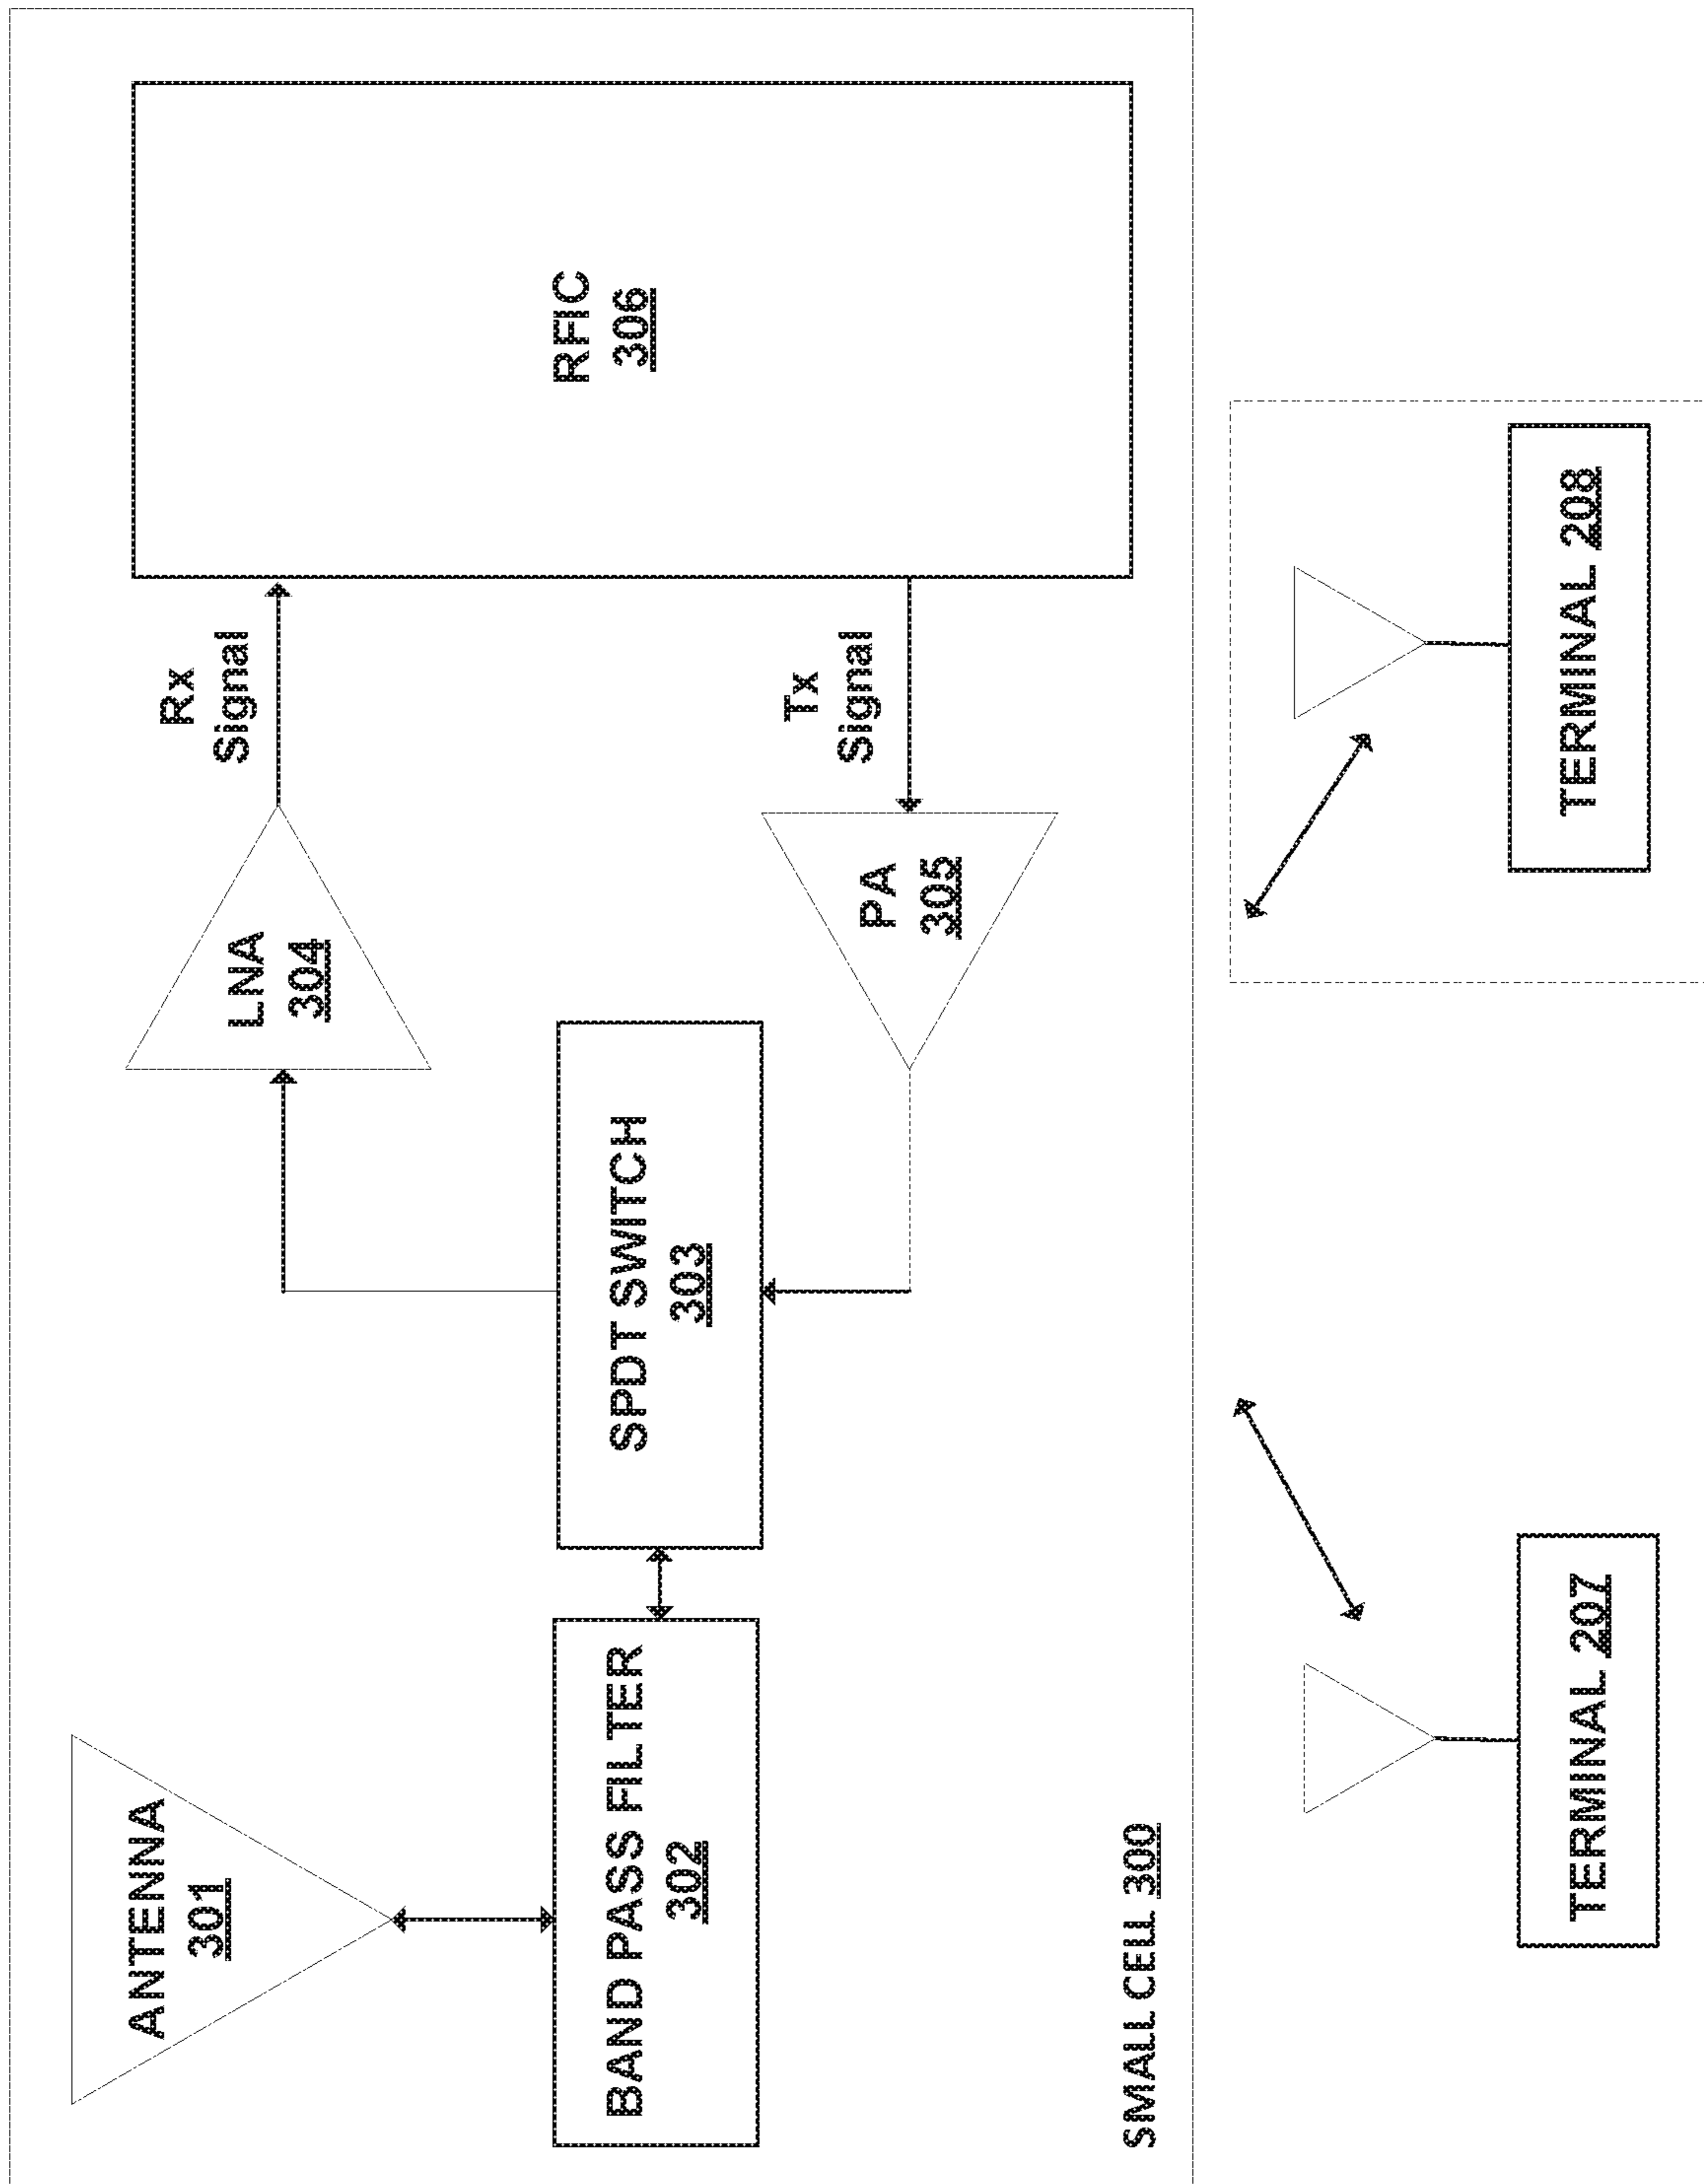 ANTENNA
301
BAND PASS FILTER
302
SPDT SWITCH
303
LNA
304
PA
305
Rx
Signal
Tx
Signal
RFIC
306
SMALL CELL 300
TERMINAL 207
TERMINAL 208